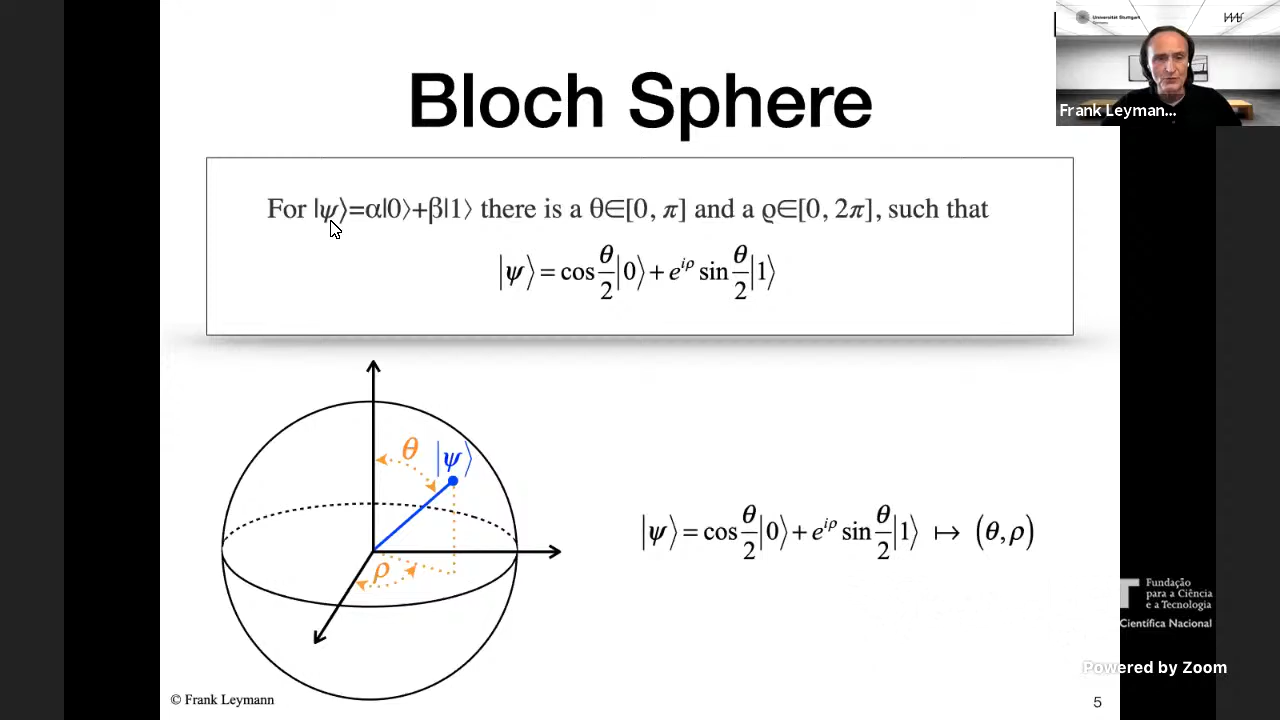 Universität Stuttgart
Frank Leyman...
Bloch Sphere
For |ψ⟩=α|0⟩+β|1⟩ there is a θ∈[0, π] and a ϱ∈[0, 2π], such that
|ψ⟩ = cos θ/2 |0⟩ + e^{iρ} sin θ/2 |1⟩
θ
|ψ⟩
ρ
|ψ⟩ = cos θ/2 |0⟩ + e^{iρ} sin θ/2 |1⟩ ↦ (θ, ρ)
Fundação
para a Ciência
e a Tecnologia
Científica Nacional
Powered by Zoom
© Frank Leymann
5